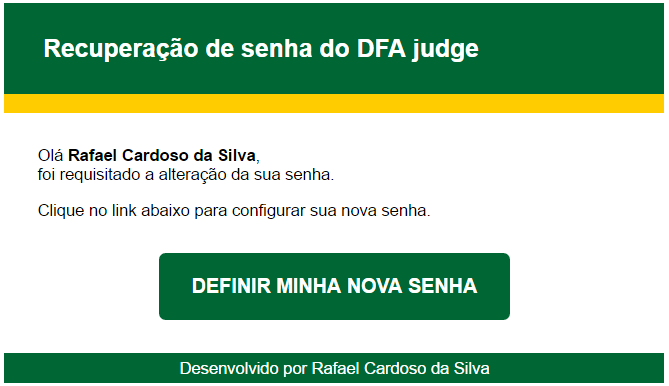 Recuperação de senha do DFA judge
Olá Rafael Cardoso da Silva,
foi requisitado a alteração da sua senha.
Clique no link abaixo para configurar sua nova senha.
DEFINIR MINHA NOVA SENHA
Desenvolvido por Rafael Cardoso da Silva